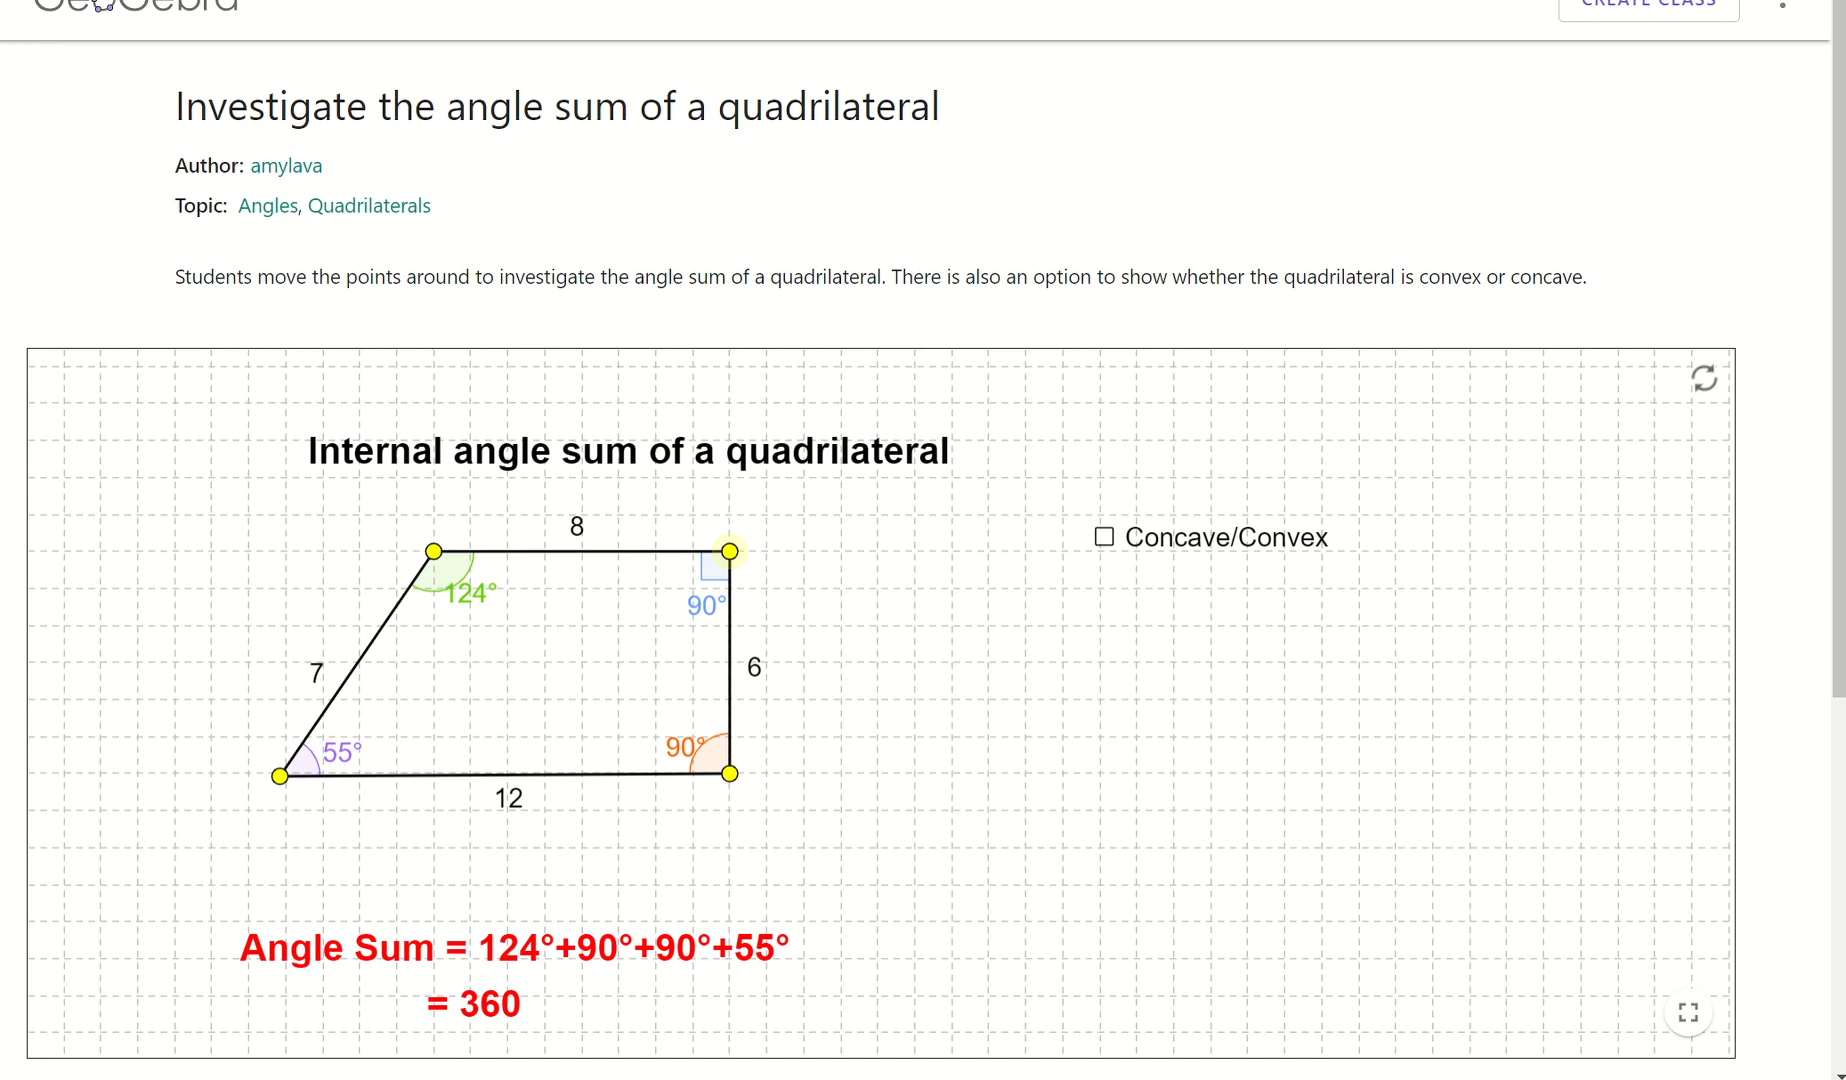 GeoGebra
CREATE CLASS
Investigate the angle sum of a quadrilateral
Author: amylava
Topic: Angles, Quadrilaterals
Students move the points around to investigate the angle sum of a quadrilateral. There is also an option to show whether the quadrilateral is convex or concave.
Internal angle sum of a quadrilateral
8
Concave/Convex
124°
90°
7
6
55°
90°
12
Angle Sum = 124°+90°+90°+55°
= 360